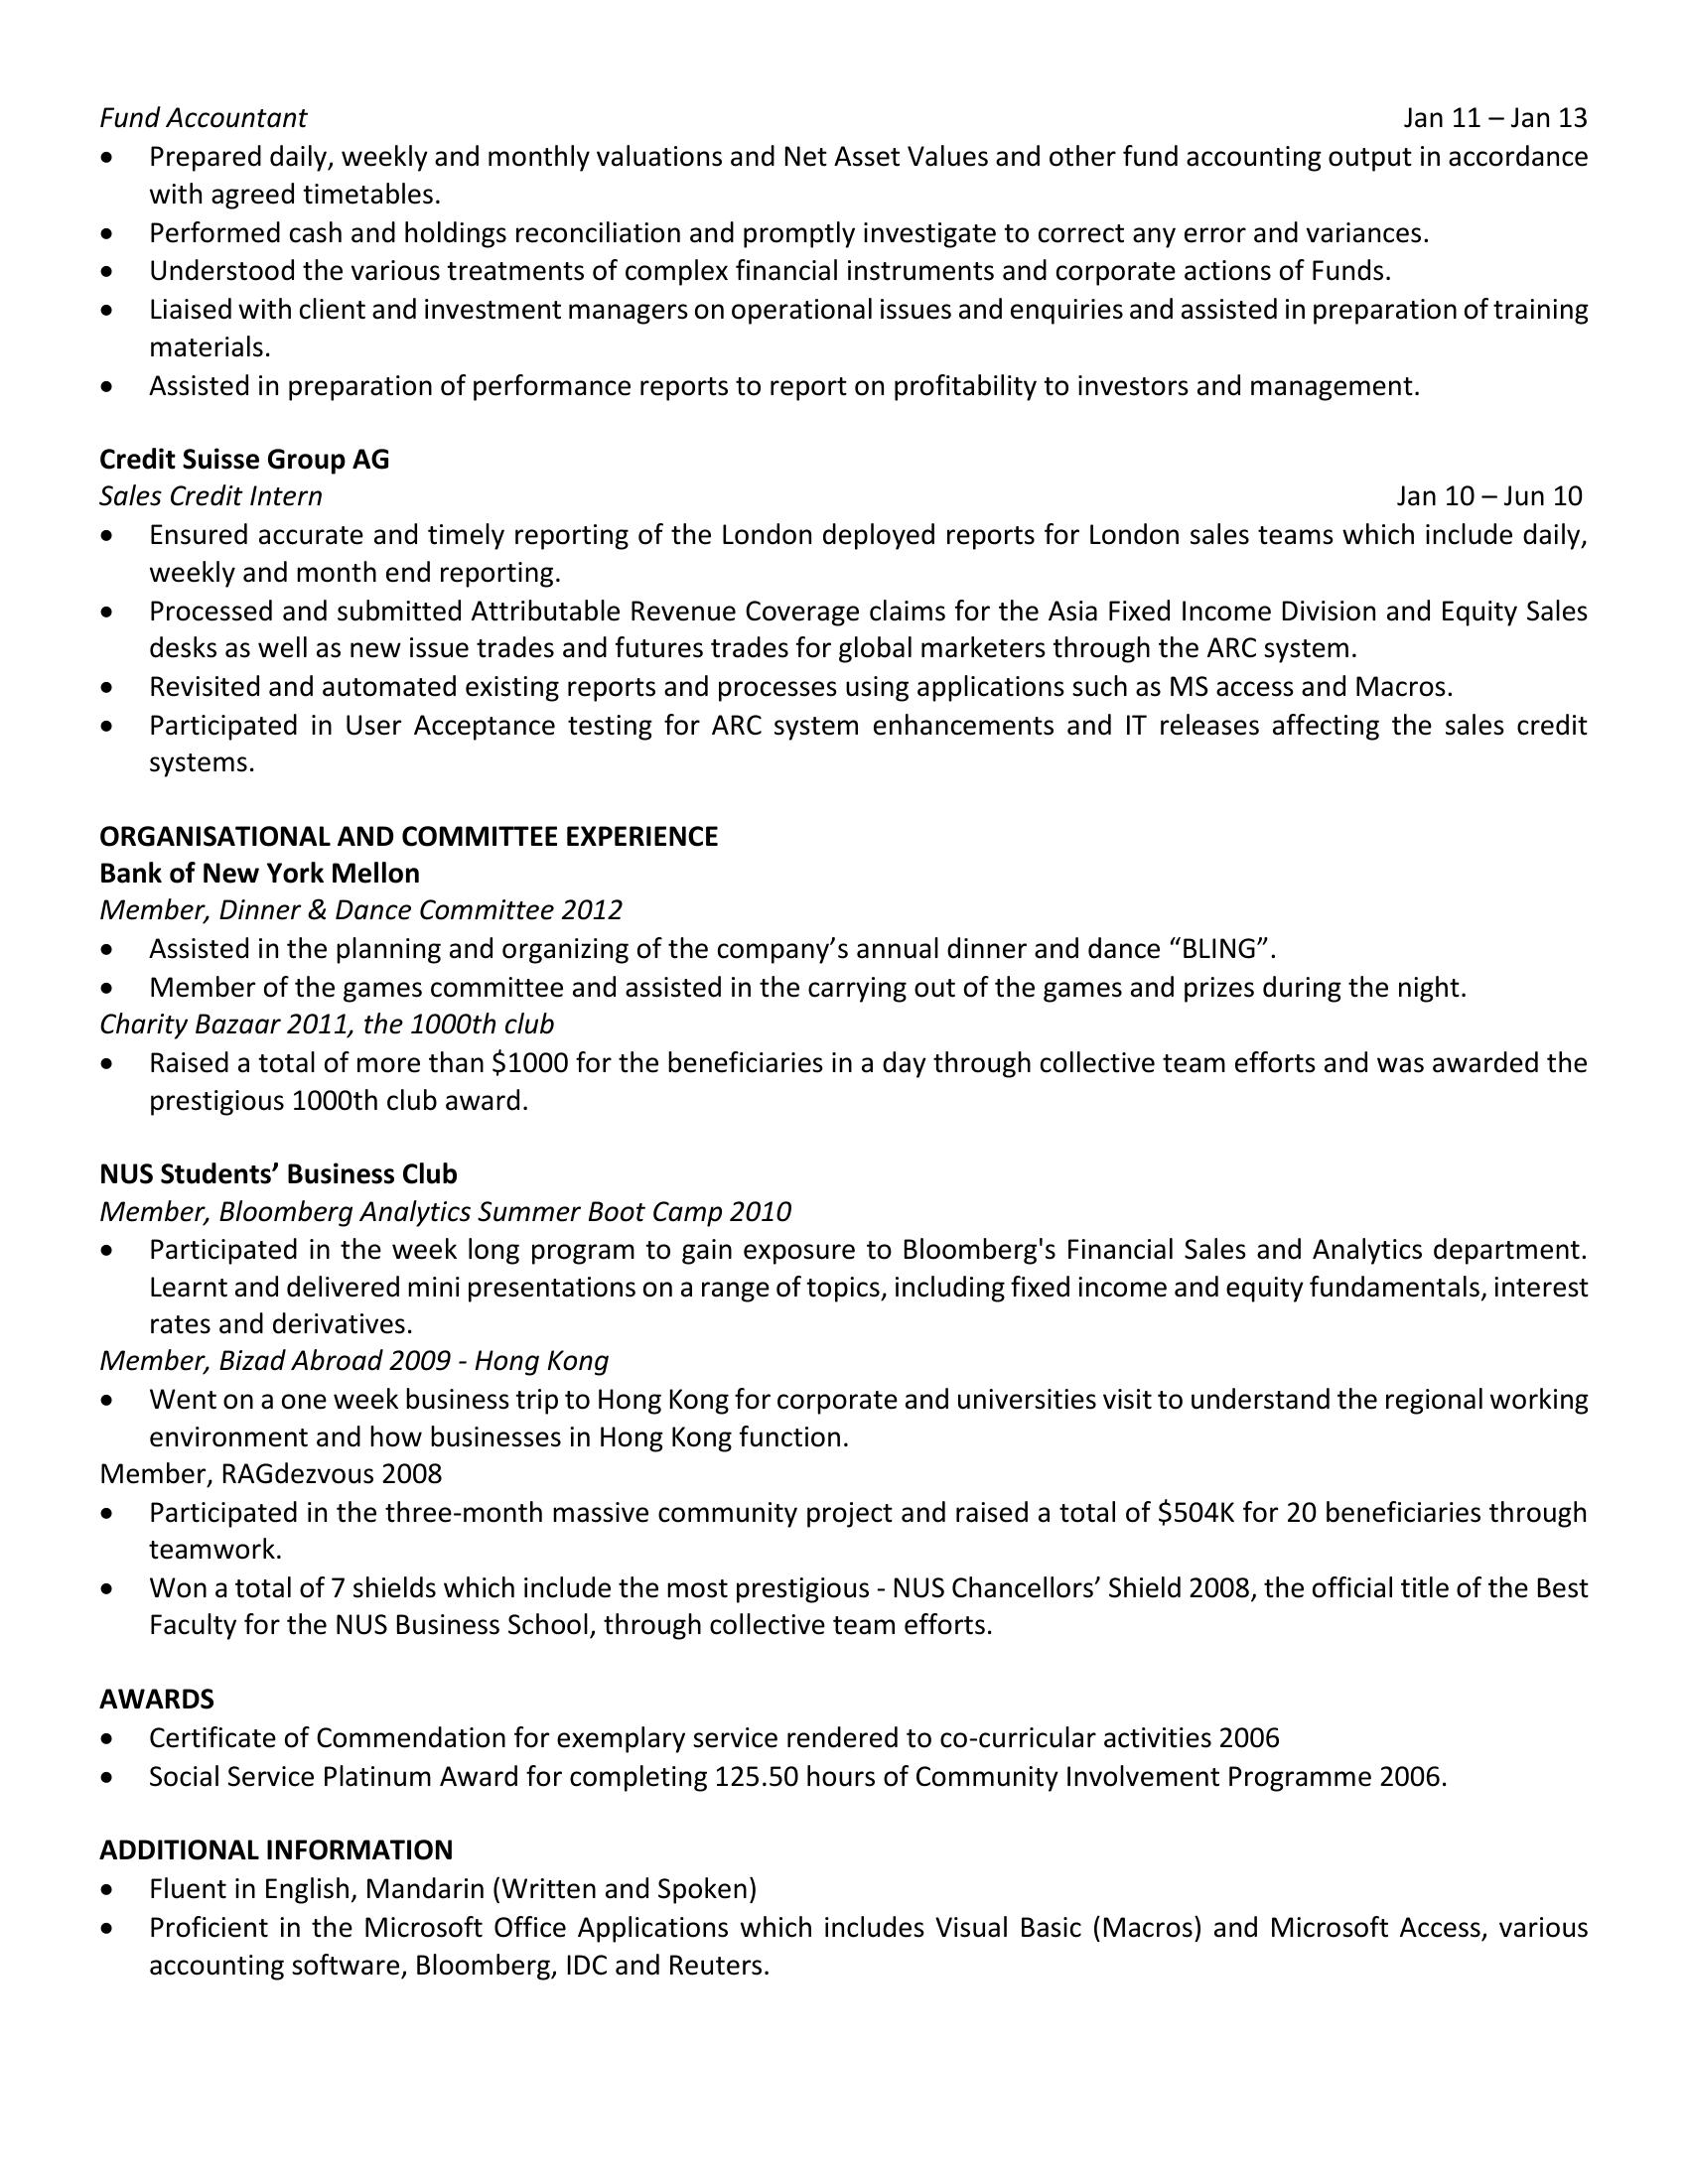 Fund Accountant Jan 11 – Jan 13
• Prepared daily, weekly and monthly valuations and Net Asset Values and other fund accounting output in accordance
with agreed timetables.
• Performed cash and holdings reconciliation and promptly investigate to correct any error and variances.
• Understood the various treatments of complex financial instruments and corporate actions of Funds.
• Liaised with client and investment managers on operational issues and enquiries and assisted in preparation of training
materials.
• Assisted in preparation of performance reports to report on profitability to investors and management.
Credit Suisse Group AG
Sales Credit Intern Jan 10 – Jun 10
• Ensured accurate and timely reporting of the London deployed reports for London sales teams which include daily,
weekly and month end reporting.
• Processed and submitted Attributable Revenue Coverage claims for the Asia Fixed Income Division and Equity Sales
desks as well as new issue trades and futures trades for global marketers through the ARC system.
• Revisited and automated existing reports and processes using applications such as MS access and Macros.
• Participated in User Acceptance testing for ARC system enhancements and IT releases affecting the sales credit
systems.
ORGANISATIONAL AND COMMITTEE EXPERIENCE
Bank of New York Mellon
Member, Dinner & Dance Committee 2012
• Assisted in the planning and organizing of the company’s annual dinner and dance “BLING”.
• Member of the games committee and assisted in the carrying out of the games and prizes during the night.
Charity Bazaar 2011, the 1000th club
• Raised a total of more than $1000 for the beneficiaries in a day through collective team efforts and was awarded the
prestigious 1000th club award.
NUS Students’ Business Club
Member, Bloomberg Analytics Summer Boot Camp 2010
• Participated in the week long program to gain exposure to Bloomberg's Financial Sales and Analytics department.
Learnt and delivered mini presentations on a range of topics, including fixed income and equity fundamentals, interest
rates and derivatives.
Member, Bizad Abroad 2009 - Hong Kong
• Went on a one week business trip to Hong Kong for corporate and universities visit to understand the regional working
environment and how businesses in Hong Kong function.
Member, RAGdezvous 2008
• Participated in the three-month massive community project and raised a total of $504K for 20 beneficiaries through
teamwork.
• Won a total of 7 shields which include the most prestigious - NUS Chancellors’ Shield 2008, the official title of the Best
Faculty for the NUS Business School, through collective team efforts.
AWARDS
• Certificate of Commendation for exemplary service rendered to co-curricular activities 2006
• Social Service Platinum Award for completing 125.50 hours of Community Involvement Programme 2006.
ADDITIONAL INFORMATION
• Fluent in English, Mandarin (Written and Spoken)
• Proficient in the Microsoft Office Applications which includes Visual Basic (Macros) and Microsoft Access, various
accounting software, Bloomberg, IDC and Reuters.